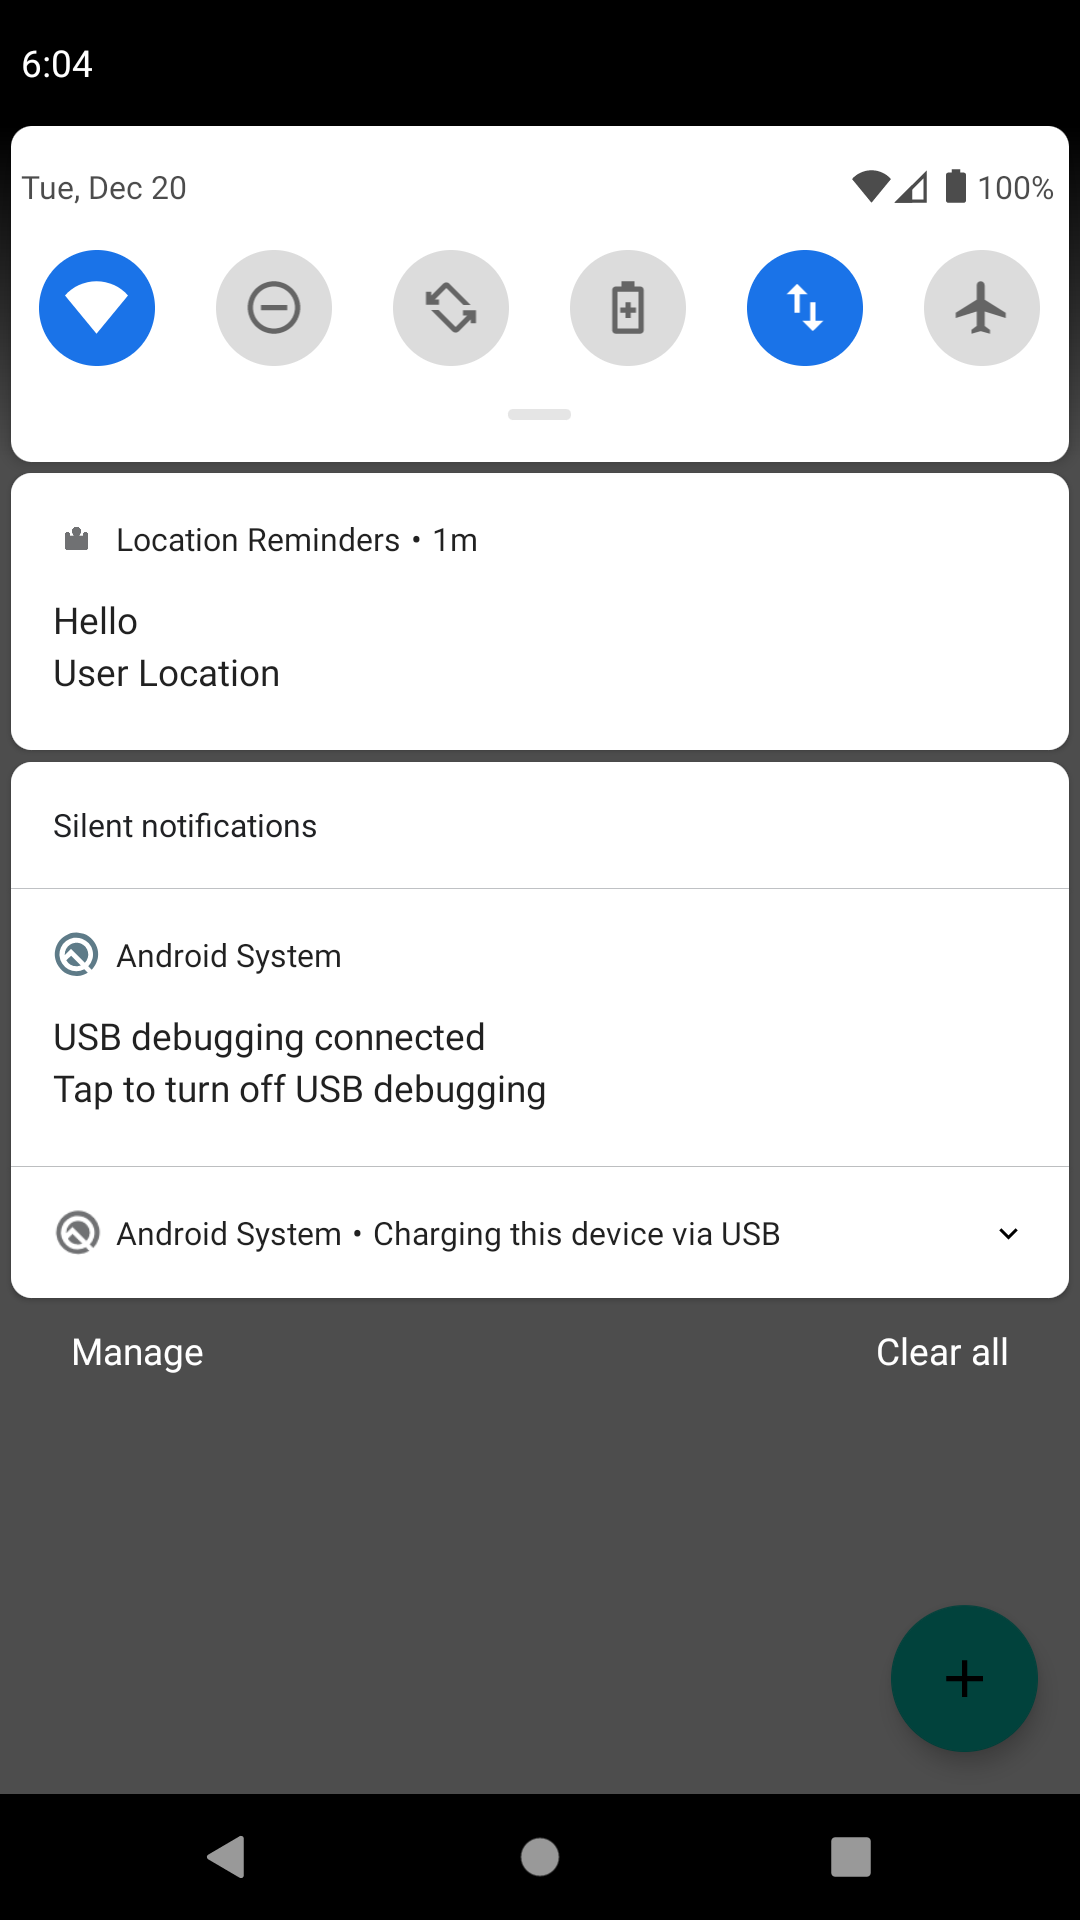 6:04
Tue, Dec 20
100%
Location Reminders • 1m
Hello
User Location
Silent notifications
Android System
USB debugging connected
Tap to turn off USB debugging
Android System • Charging this device via USB
Manage
Clear all